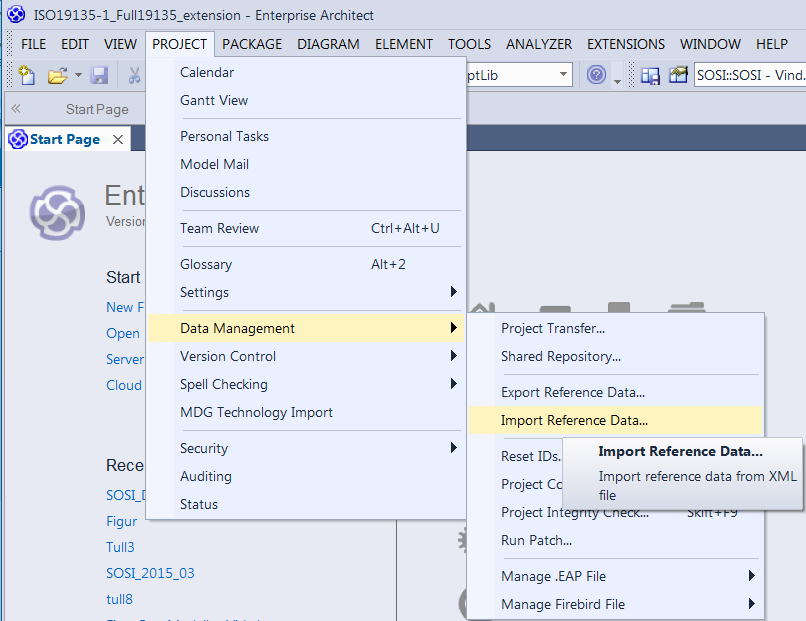 ISO19135-1_Full19135_extension - Enterprise Architect
FILE EDIT VIEW PROJECT PACKAGE DIAGRAM ELEMENT TOOLS ANALYZER EXTENSIONS WINDOW HELP
ptLib SOSI::SOSI - Vind.
Start Page
Start Page
Calendar
Gantt View
Personal Tasks
Model Mail
Discussions
Team Review Ctrl+Alt+U
Glossary Alt+2
Settings
Data Management
Version Control
Spell Checking
MDG Technology Import
Security
Auditing
Status
Project Transfer...
Shared Repository...
Export Reference Data...
Import Reference Data...
Reset IDs..
Project Co
Project Integrity Check... Skift+F9
Run Patch...
Manage .EAP File
Manage Firebird File
Import Reference Data...
Import reference data from XML
file
Ent
Version
Start
New F
Open
Server
Cloud
Rece
SOSI_D
Figur
Tull3
SOSI_2015_03
tull8